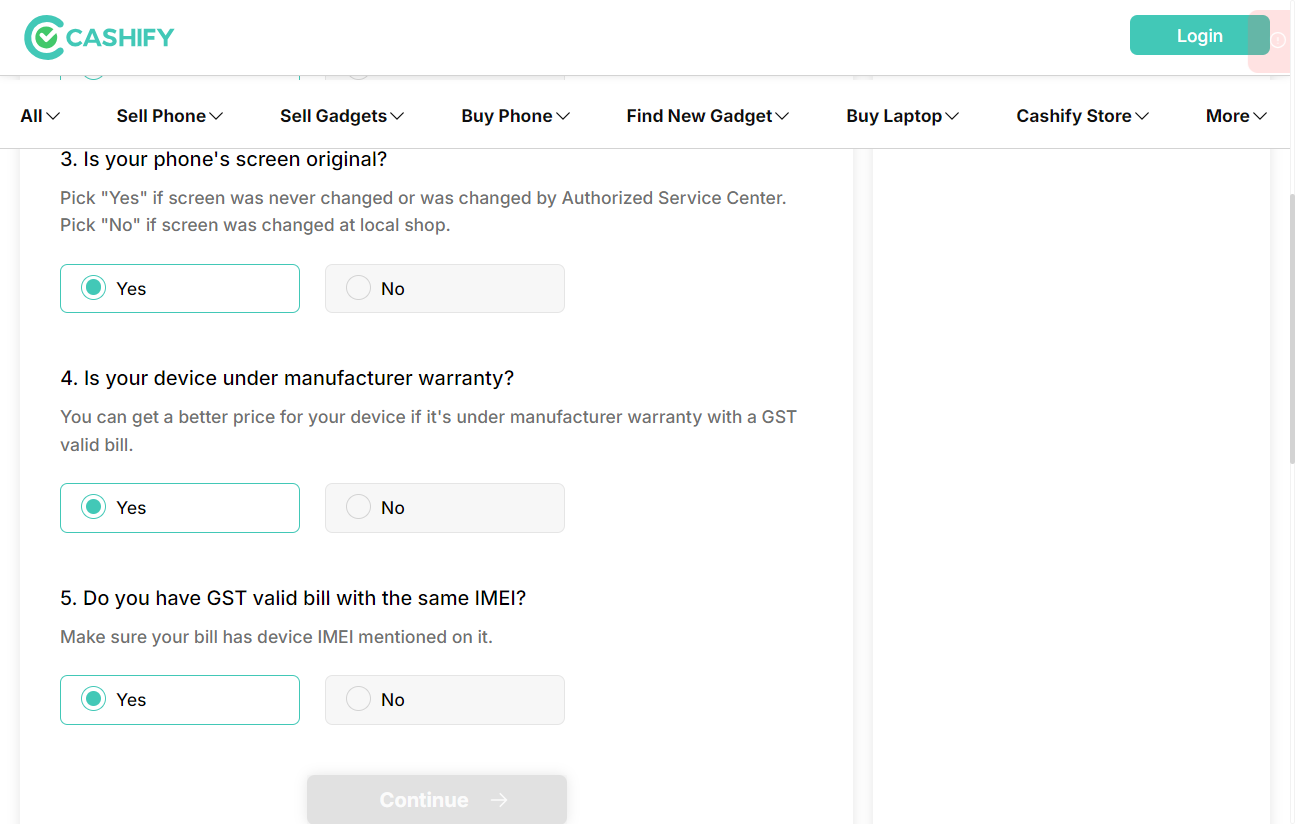 CASHIFY
Login
All Sell Phone Sell Gadgets Buy Phone Find New Gadget Buy Laptop Cashify Store More
3. Is your phone's screen original?
Pick "Yes" if screen was never changed or was changed by Authorized Service Center.
Pick "No" if screen was changed at local shop.
Yes No
4. Is your device under manufacturer warranty?
You can get a better price for your device if it's under manufacturer warranty with a GST
valid bill.
Yes No
5. Do you have GST valid bill with the same IMEI?
Make sure your bill has device IMEI mentioned on it.
Yes No
Continue